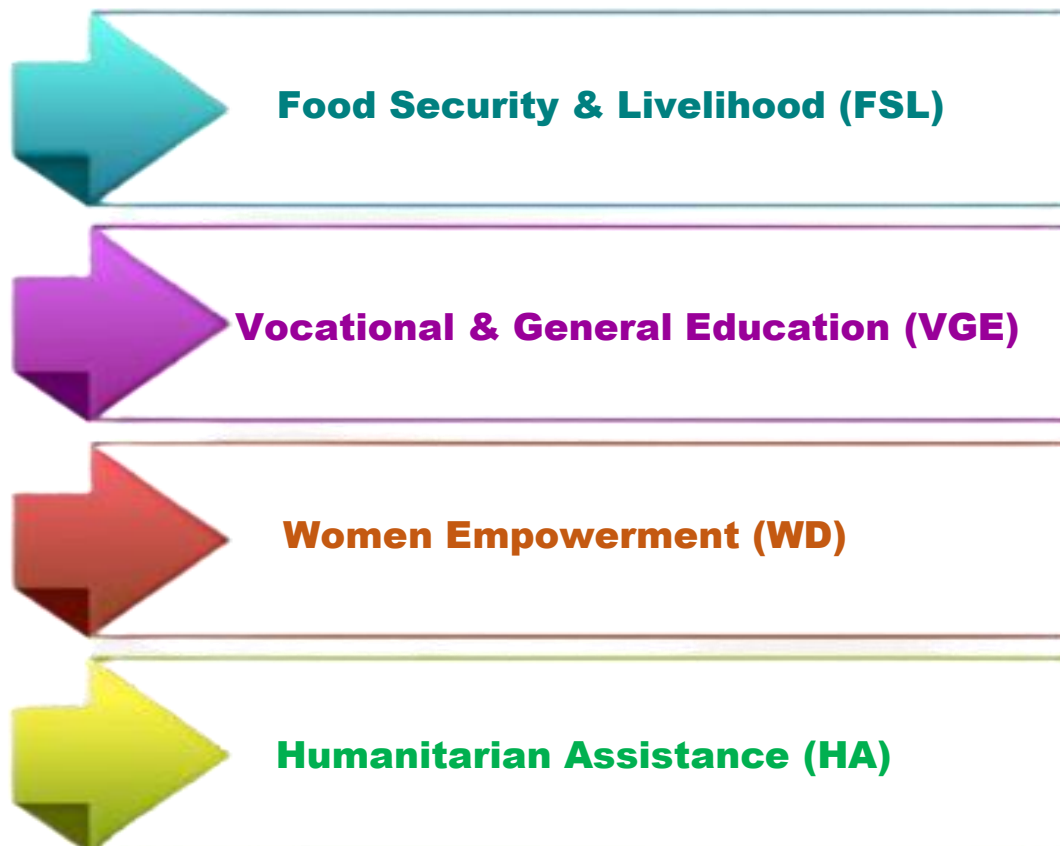 Food Security & Livelihood (FSL)
Vocational & General Education (VGE)
Women Empowerment (WD)
Humanitarian Assistance (HA)